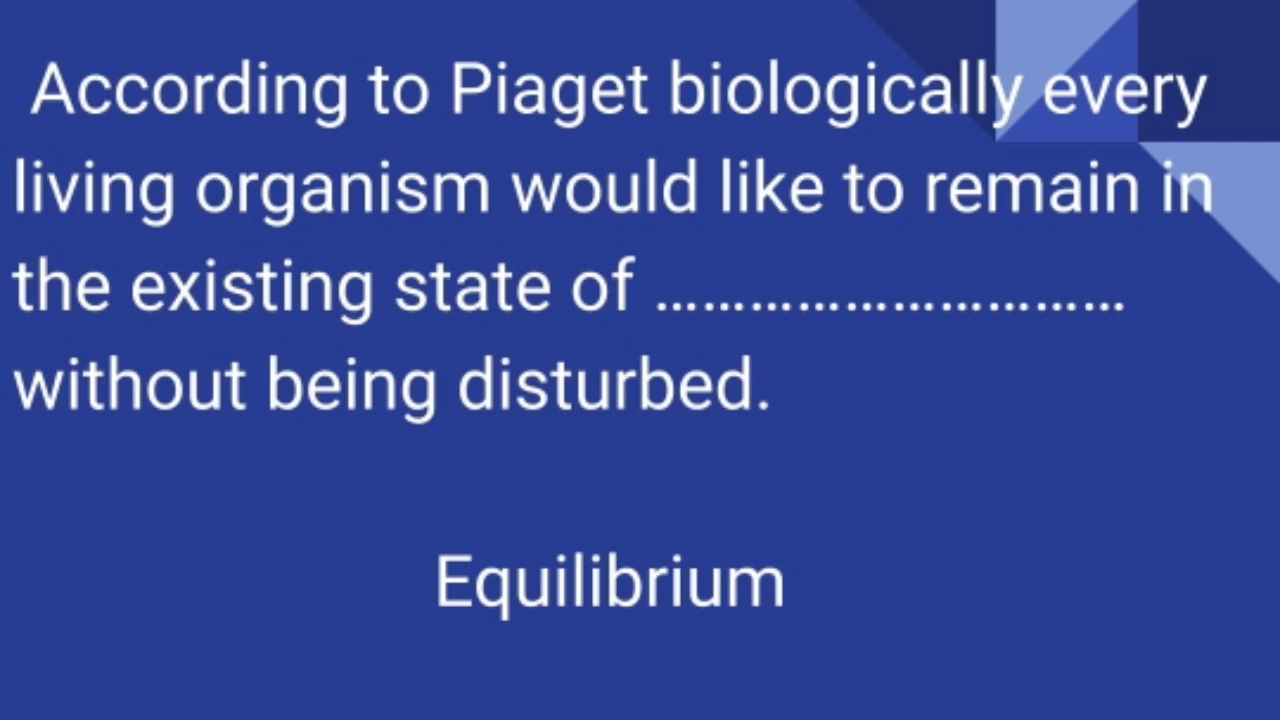 According to Piaget biologically every
living organism would like to remain in
the existing state of ..............................
without being disturbed.
Equilibrium